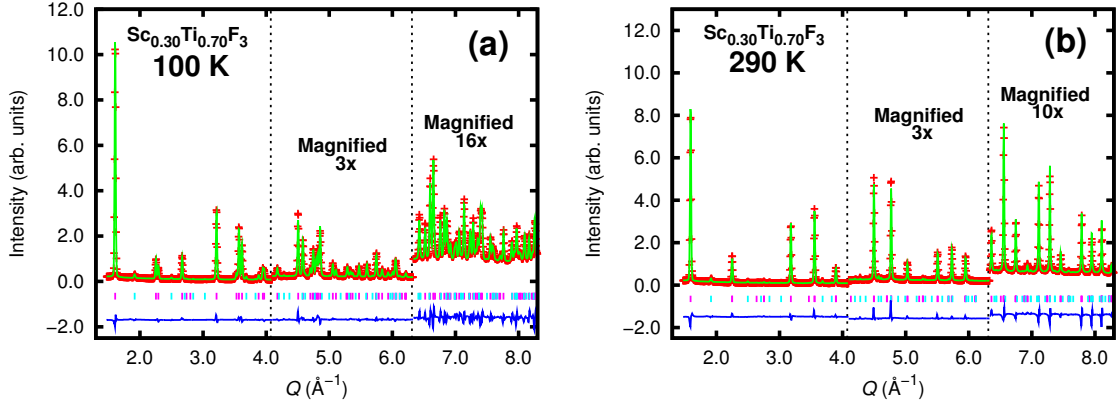 Sc0.30Ti0.70F3
100 K
(a)
Magnified
3x
Magnified
16x
12.0
10.0
8.0
6.0
4.0
2.0
0.0
−2.0
Intensity (arb. units)
2.0 3.0 4.0 5.0 6.0 7.0 8.0
Q (Å−1)
Sc0.30Ti0.70F3
290 K
(b)
Magnified
3x
Magnified
10x
12.0
10.0
8.0
6.0
4.0
2.0
0.0
−2.0
Intensity (arb. units)
2.0 3.0 4.0 5.0 6.0 7.0 8.0
Q (Å−1)